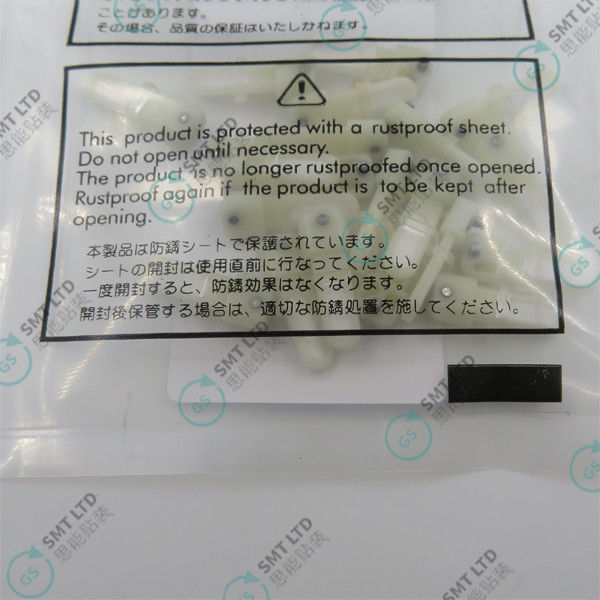 ことがあります。
その場合、品質の保証はいたしかねます。
This product is protected with a rustproof sheet.
Do not open until necessary.
The product is no longer rustproofed once opened.
Rustproof again if the product is to be kept after
opening.
本製品は防錆シートで保護されています。
シートの開封は使用直前に行なってください。
一度開封すると、防錆効果はなくなります。
開封後保管する場合は、適切な防錆処置を施してください。
GS SMT LTD
思能贴装